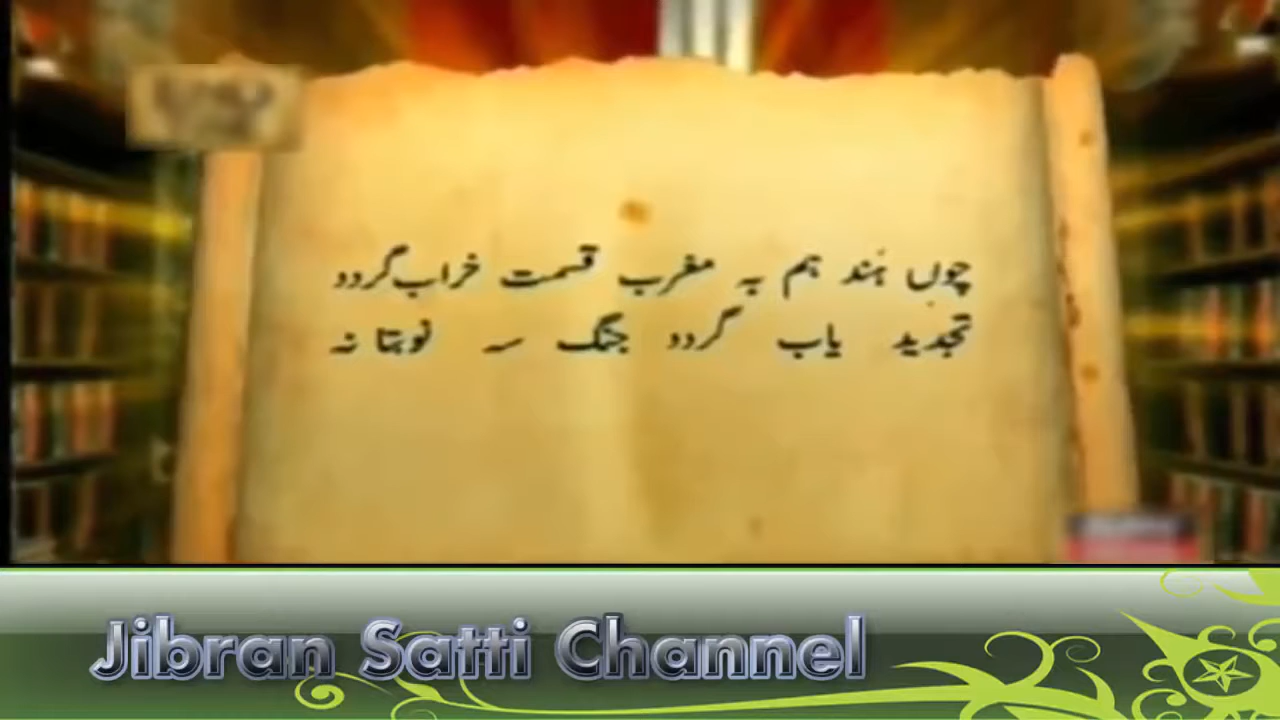 چوں ہند ہم بہ مغرب قسمت خراب گردد
تجدید یاب گردد جنگ سہ نوبتانہ
Jibran Satti Channel